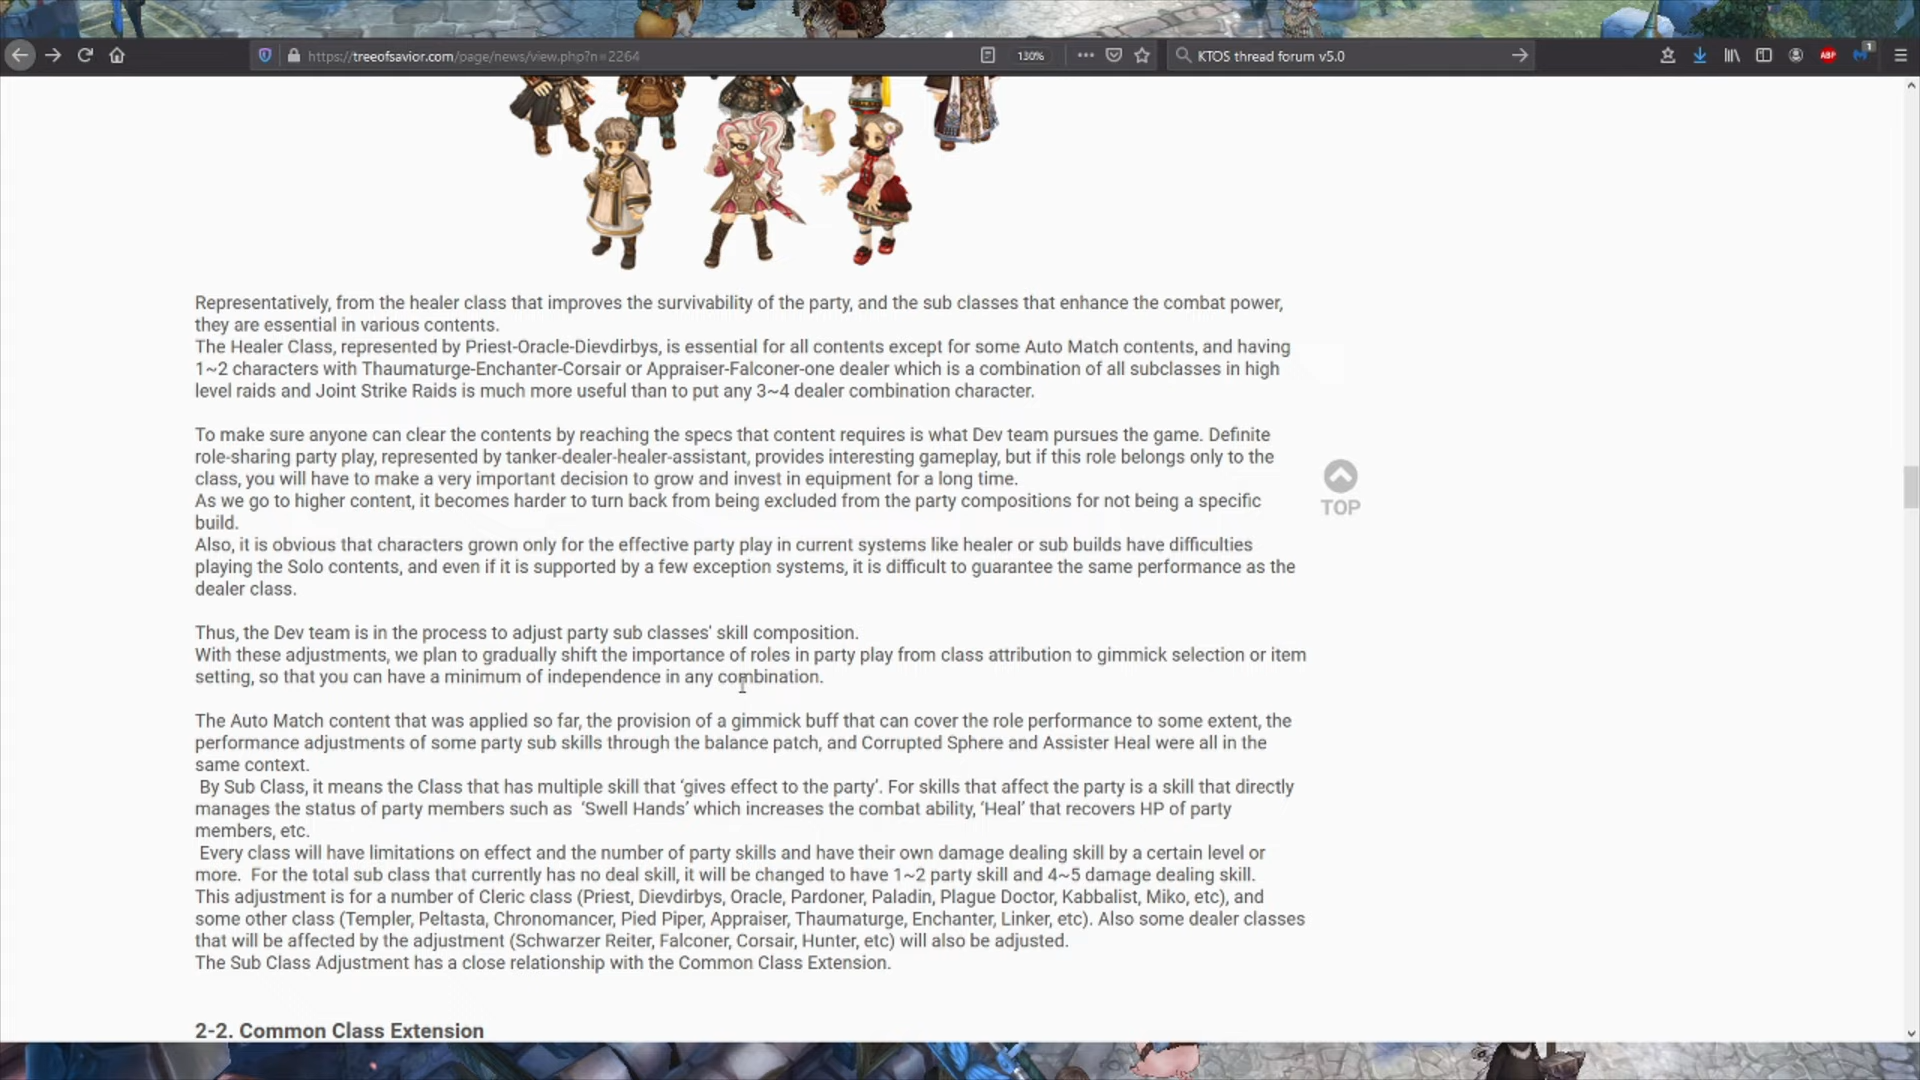 https://treeofsavior.com/page/news/view.php?n=2264
130%
KTOS thread forum v5.0
ABP
1
Representatively, from the healer class that improves the survivability of the party, and the sub classes that enhance the combat power,
they are essential in various contents.
The Healer Class, represented by Priest-Oracle-Dievdirbys, is essential for all contents except for some Auto Match contents, and having
1~2 characters with Thaumaturge-Enchanter-Corsair or Appraiser-Falconer-one dealer which is a combination of all subclasses in high
level raids and Joint Strike Raids is much more useful than to put any 3~4 dealer combination character.
To make sure anyone can clear the contents by reaching the specs that content requires is what Dev team pursues the game. Definite
role-sharing party play, represented by tanker-dealer-healer-assistant, provides interesting gameplay, but if this role belongs only to the
class, you will have to make a very important decision to grow and invest in equipment for a long time.
As we go to higher content, it becomes harder to turn back from being excluded from the party compositions for not being a specific
build.
Also, it is obvious that characters grown only for the effective party play in current systems like healer or sub builds have difficulties
playing the Solo contents, and even if it is supported by a few exception systems, it is difficult to guarantee the same performance as the
dealer class.
TOP
Thus, the Dev team is in the process to adjust party sub classes' skill composition.
With these adjustments, we plan to gradually shift the importance of roles in party play from class attribution to gimmick selection or item
setting, so that you can have a minimum of independence in any combination.
The Auto Match content that was applied so far, the provision of a gimmick buff that can cover the role performance to some extent, the
performance adjustments of some party sub skills through the balance patch, and Corrupted Sphere and Assister Heal were all in the
same context.
By Sub Class, it means the Class that has multiple skill that ‘gives effect to the party’. For skills that affect the party is a skill that directly
manages the status of party members such as ‘Swell Hands’ which increases the combat ability, ‘Heal’ that recovers HP of party
members, etc.
Every class will have limitations on effect and the number of party skills and have their own damage dealing skill by a certain level or
more. For the total sub class that currently has no deal skill, it will be changed to have 1~2 party skill and 4~5 damage dealing skill.
This adjustment is for a number of Cleric class (Priest, Dievdirbys, Oracle, Pardoner, Paladin, Plague Doctor, Kabbalist, Miko, etc), and
some other class (Templer, Peltasta, Chronomancer, Pied Piper, Appraiser, Thaumaturge, Enchanter, Linker, etc). Also some dealer classes
that will be affected by the adjustment (Schwarzer Reiter, Falconer, Corsair, Hunter, etc) will also be adjusted.
The Sub Class Adjustment has a close relationship with the Common Class Extension.
2-2. Common Class Extension